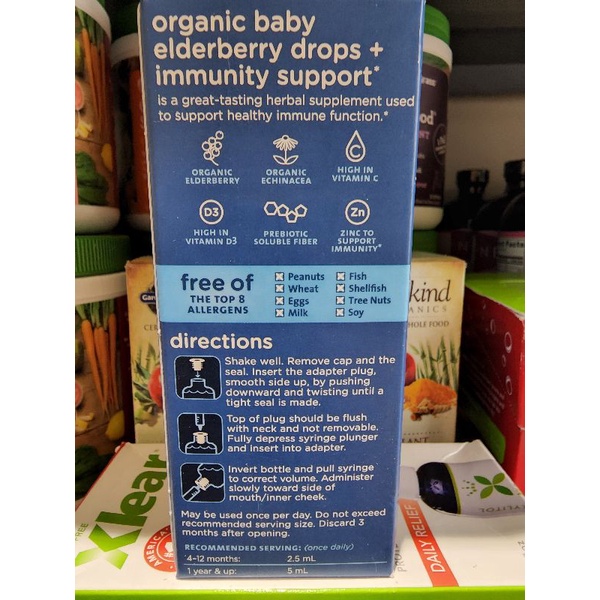 organic baby
elderberry drops +
immunity support*
is a great-tasting herbal supplement used
to support healthy immune function.*
ORGANIC
ELDERBERRY
ORGANIC
ECHINACEA
C
HIGH IN
VITAMIN C
D3
HIGH IN
VITAMIN D3
PREBIOTIC
SOLUBLE FIBER
Zn
ZINC TO
SUPPORT
IMMUNITY*
free of
THE TOP 8
ALLERGENS
Peanuts
Wheat
Eggs
Milk
Fish
Shellfish
Tree Nuts
Soy
directions
Shake well. Remove cap and the
seal. Insert the adapter plug,
smooth side up, by pushing
downward and twisting until a
tight seal is made.
Top of plug should be flush
with neck and not removable.
Fully depress syringe plunger
and insert into adapter.
Invert bottle and pull syringe
to correct volume. Administer
slowly toward side of
mouth/inner cheek.
May be used once per day. Do not exceed
recommended serving size. Discard 3
months after opening.
RECOMMENDED SERVING: (once daily)
4-12 months: 2.5 mL
1 year & up: 5 mL
kind
Xlear
DAILY RELIEF